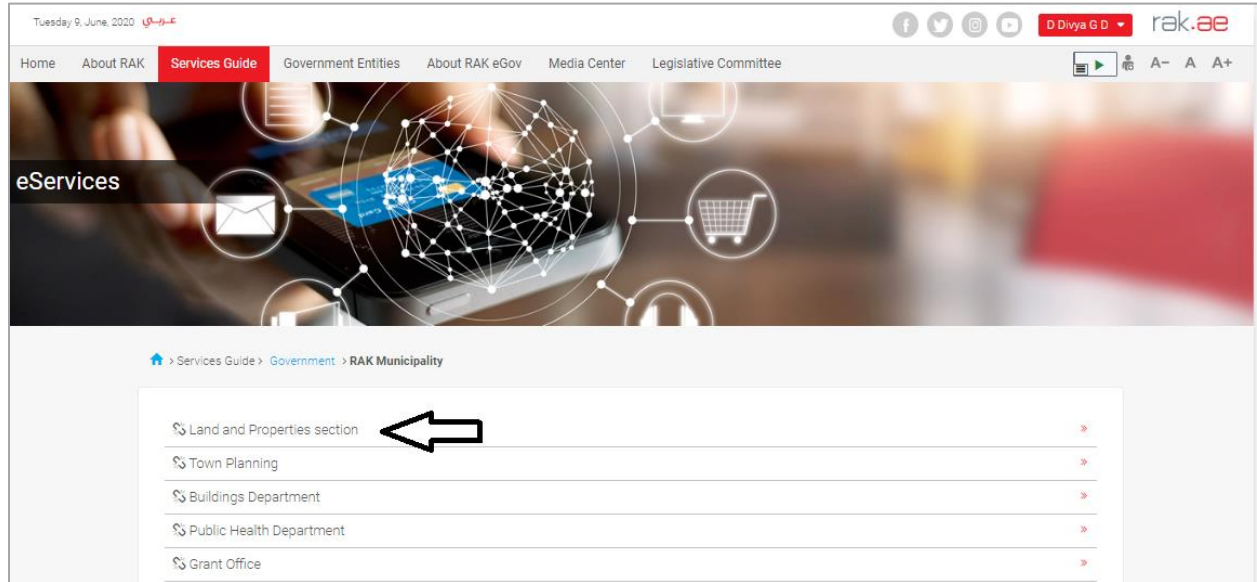 Tuesday 9, June, 2020 عـربـي
D Divya G D rak.ae
Home About RAK Services Guide Government Entities About RAK eGov Media Center Legislative Committee A- A A+
eServices
> Services Guide > Government > RAK Municipality
Land and Properties section »
Town Planning »
Buildings Department »
Public Health Department »
Grant Office »